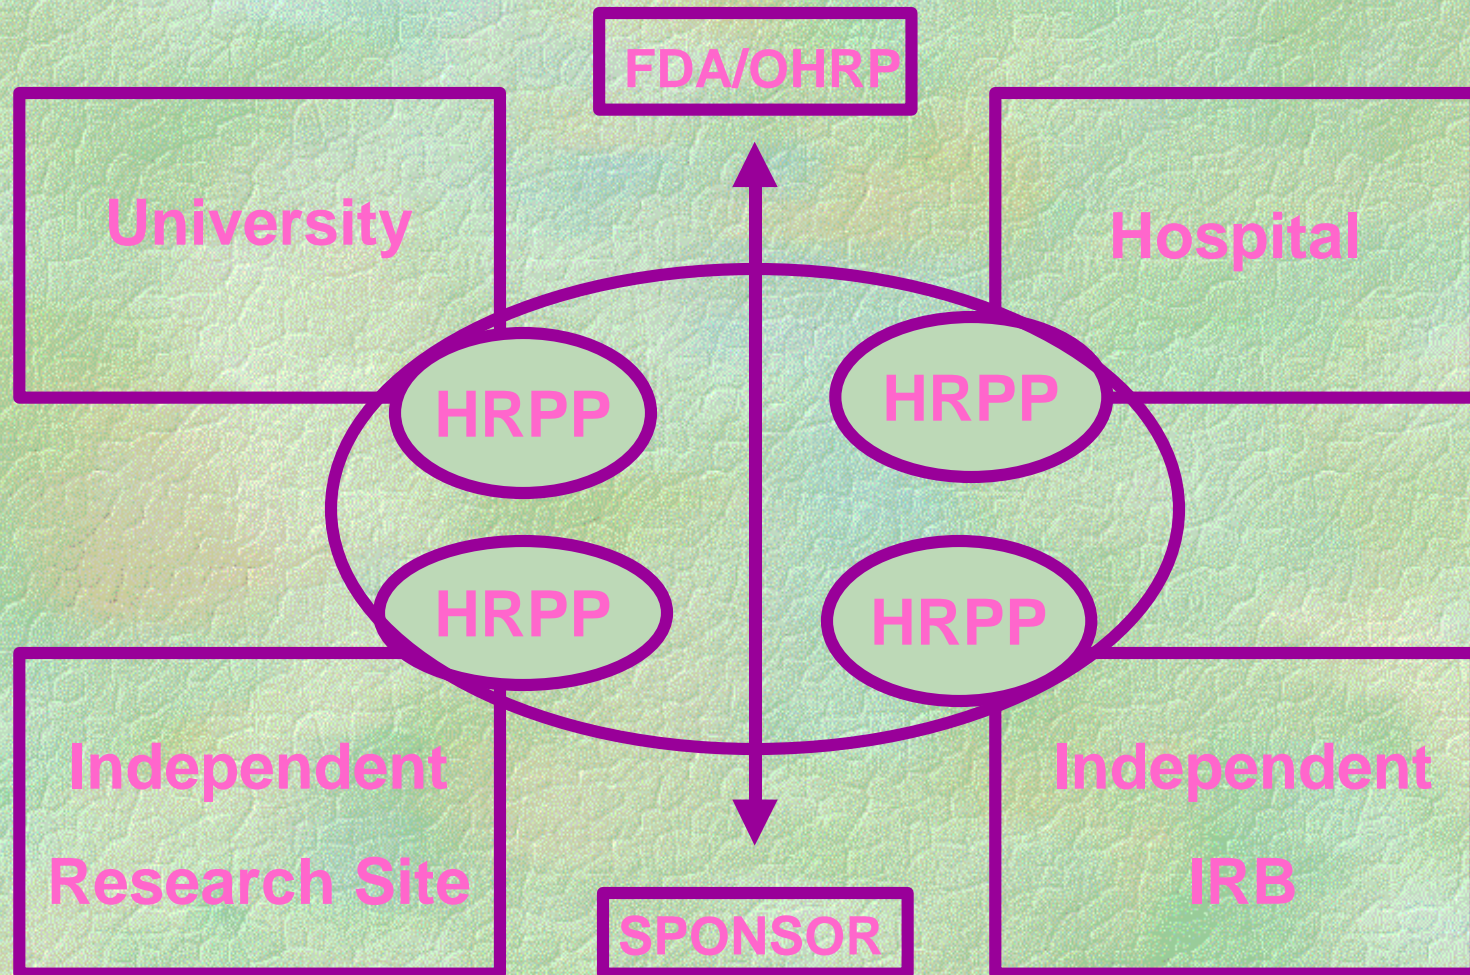 FDA/OHRP
University
Hospital
HRPP
HRPP
HRPP
HRPP
Independent
Research Site
Independent
IRB
SPONSOR